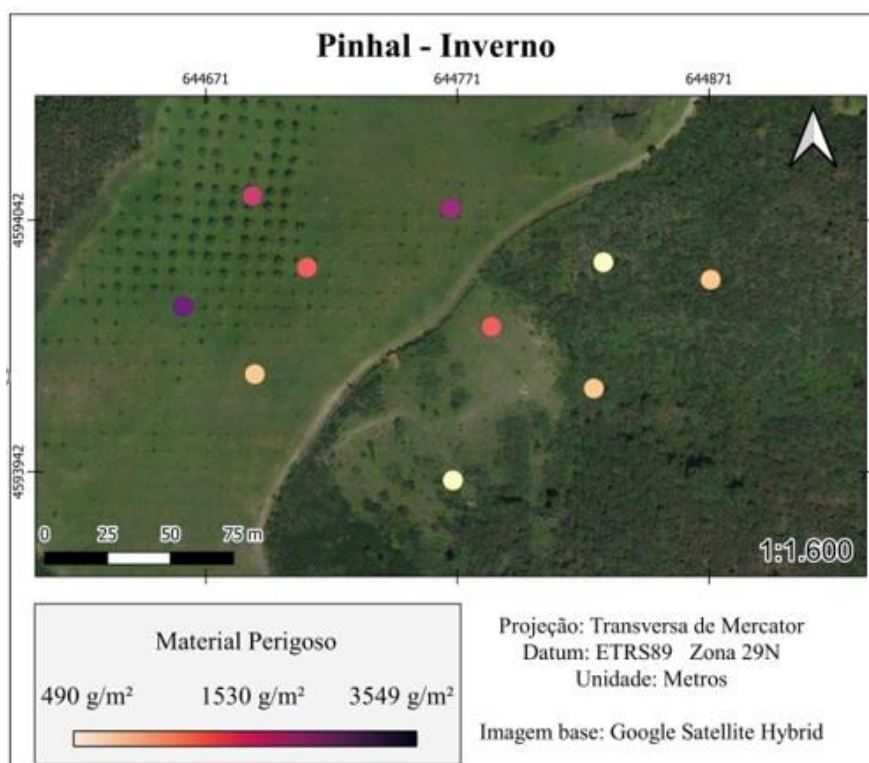 Pinhal - Inverno
644671 644771 644871
4594042
4593942
0 25 50 75 m
1:1.600
Material Perigoso
490 g/m² 1530 g/m² 3549 g/m²
Projeção: Transversa de Mercator
Datum: ETRS89 Zona 29N
Unidade: Metros
Imagem base: Google Satellite Hybrid